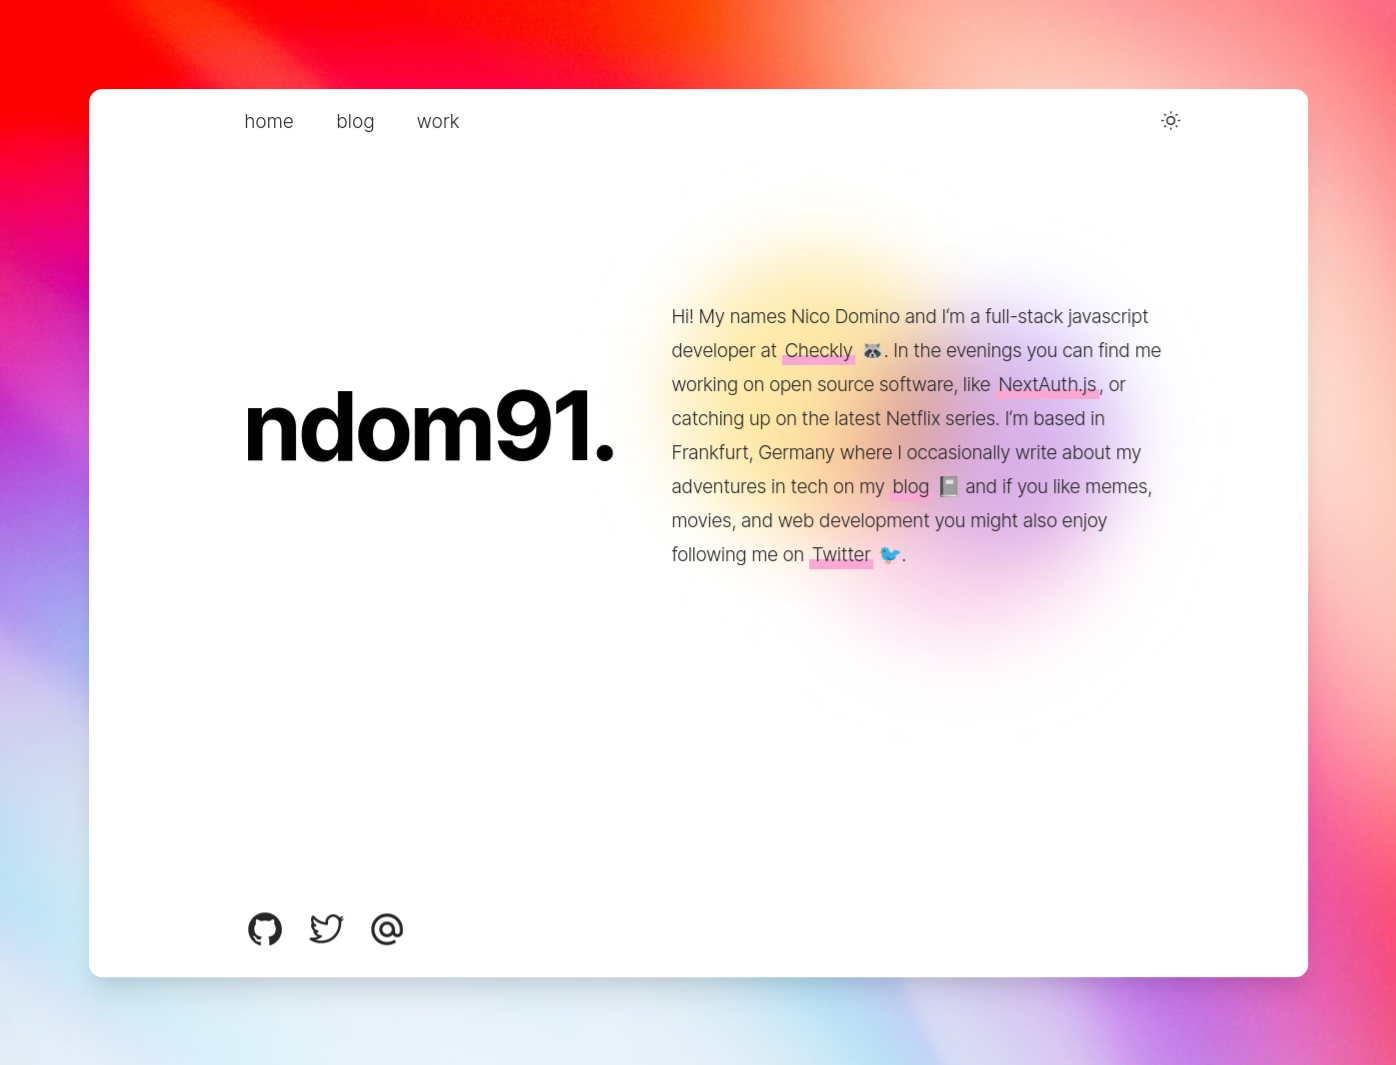 home blog work
ndom91.
Hi! My names Nico Domino and I‘m a full-stack javascript
developer at Checkly 🦝. In the evenings you can find me
working on open source software, like NextAuth.js, or
catching up on the latest Netflix series. I‘m based in
Frankfurt, Germany where I occasionally write about my
adventures in tech on my blog 📓 and if you like memes,
movies, and web development you might also enjoy
following me on Twitter 🐦.